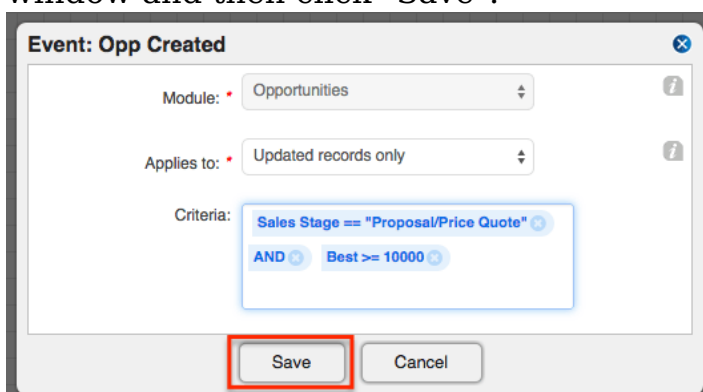 window and then click "Save".
Event: Opp Created
Module: * Opportunities
Applies to: * Updated records only
Criteria: Sales Stage == "Proposal/Price Quote"
AND Best >= 10000
Save Cancel